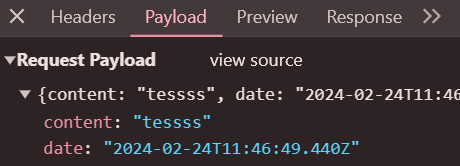 Headers Payload Preview Response
Request Payload view source
{content: "tessss", date: "2024-02-24T11:46
content: "tessss"
date: "2024-02-24T11:46:49.440Z"